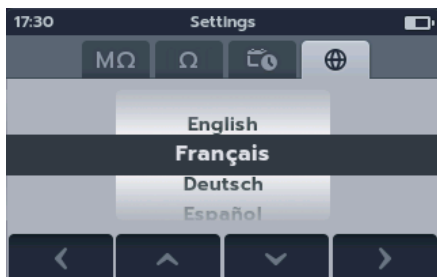 17:30 Settings
MΩ Ω
English
Français
Deutsch
Español